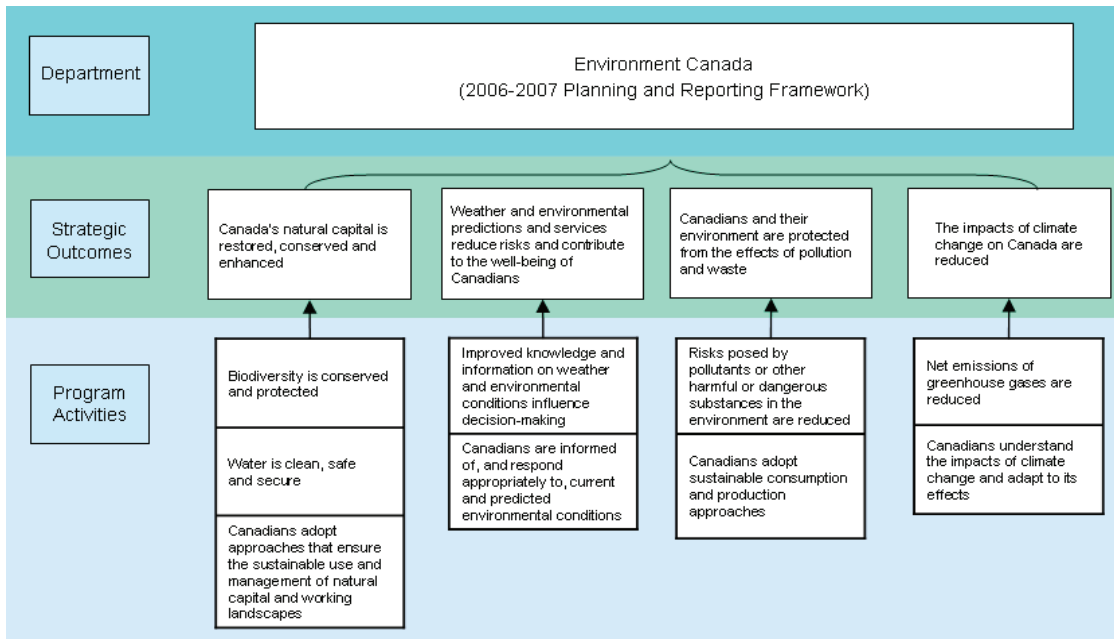 Department
Environment Canada
(2006-2007 Planning and Reporting Framework)
Strategic
Outcomes
Canada's natural capital is
restored, conserved and
enhanced
Weather and environmental
predictions and services
reduce risks and contribute
to the well-being of
Canadians
Canadians and their
environment are protected
from the effects of pollution
and waste
The impacts of climate
change on Canada are
reduced
Program
Activities
Biodiversity is conserved
and protected
Water is clean, safe
and secure
Canadians adopt
approaches that ensure
the sustainable use and
management of natural
capital and working
landscapes
Improved knowledge and
information on weather
and environmental
conditions influence
decision-making
Canadians are informed
of, and respond
appropriately to, current
and predicted
environmental conditions
Risks posed by
pollutants or other
harmful or dangerous
substances in the
environment are reduced
Canadians adopt
sustainable consumption
and production
approaches
Net emissions of
greenhouse gases are
reduced
Canadians understand
the impacts of climate
change and adapt to its
effects